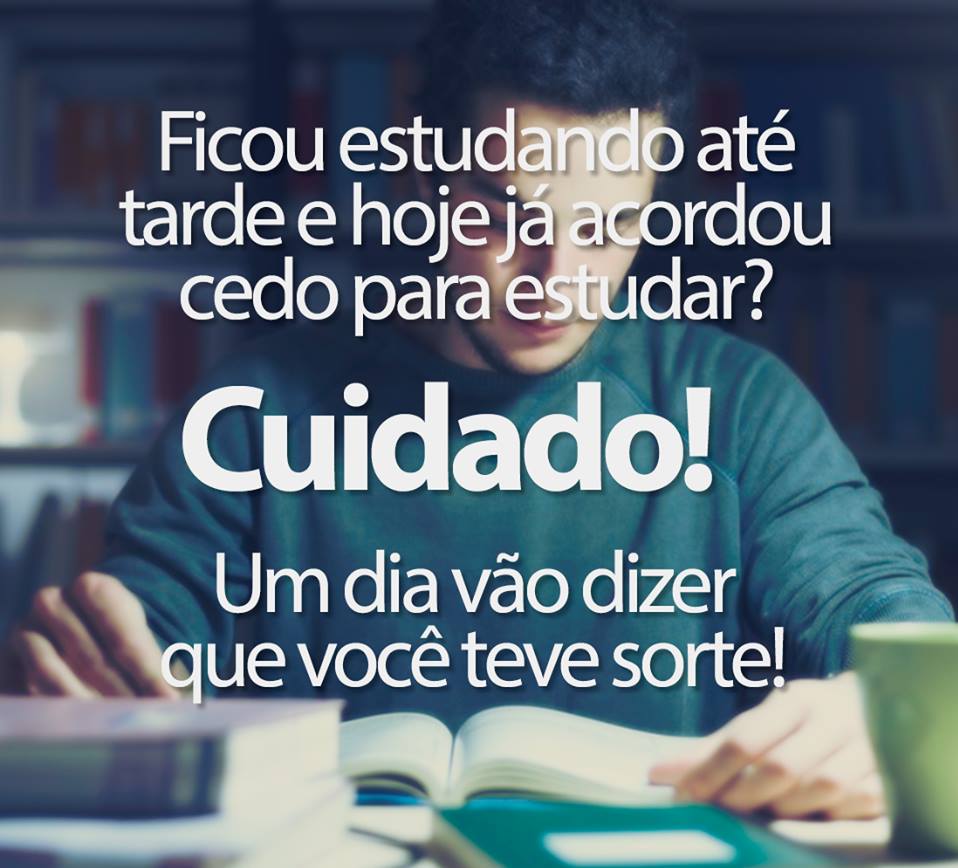 Ficou estudando até
tarde e hoje já acordou
cedo para estudar?
Cuidado!
Um dia vão dizer
que você teve sorte!